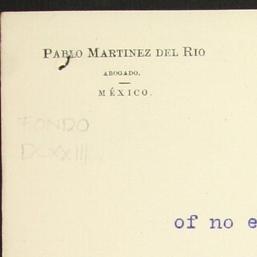 PABLO MARTINEZ DEL RIO
ABOGADO.
MÉXICO.
FONDO
DCXXIII
of no e